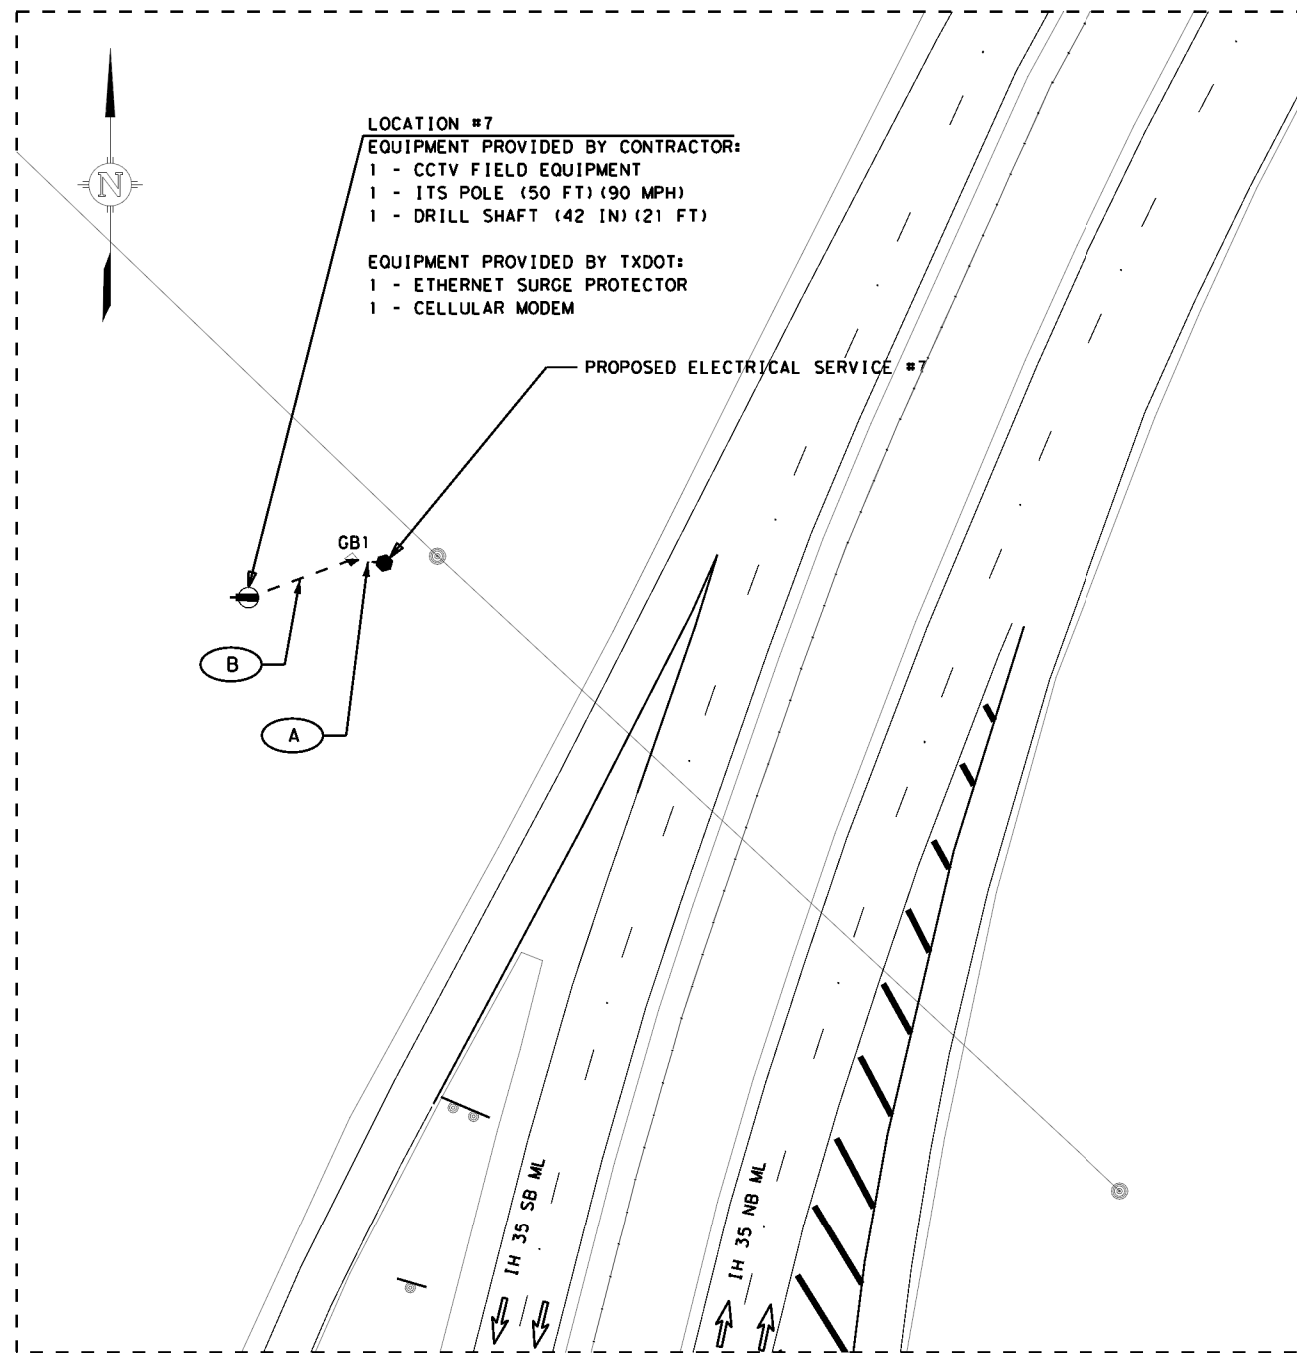 LOCATION #7
EQUIPMENT PROVIDED BY CONTRACTOR:
1 - CCTV FIELD EQUIPMENT
1 - ITS POLE (50 FT)(90 MPH)
1 - DRILL SHAFT (42 IN)(21 FT)
EQUIPMENT PROVIDED BY TXDOT:
1 - ETHERNET SURGE PROTECTOR
1 - CELLULAR MODEM
N
PROPOSED ELECTRICAL SERVICE #7
GB1
B
A
IH 35 SB ML
IH 35 NB ML